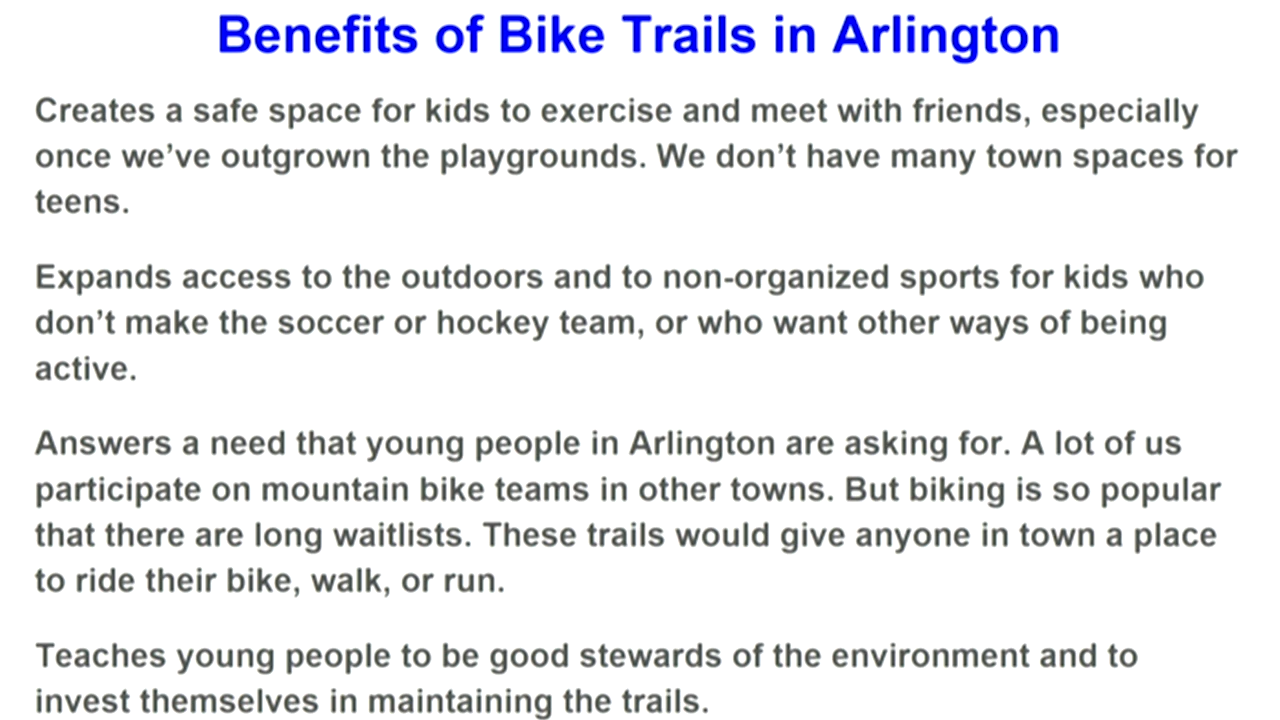 Benefits of Bike Trails in Arlington
Creates a safe space for kids to exercise and meet with friends, especially
once we’ve outgrown the playgrounds. We don’t have many town spaces for
teens.
Expands access to the outdoors and to non-organized sports for kids who
don’t make the soccer or hockey team, or who want other ways of being
active.
Answers a need that young people in Arlington are asking for. A lot of us
participate on mountain bike teams in other towns. But biking is so popular
that there are long waitlists. These trails would give anyone in town a place
to ride their bike, walk, or run.
Teaches young people to be good stewards of the environment and to
invest themselves in maintaining the trails.